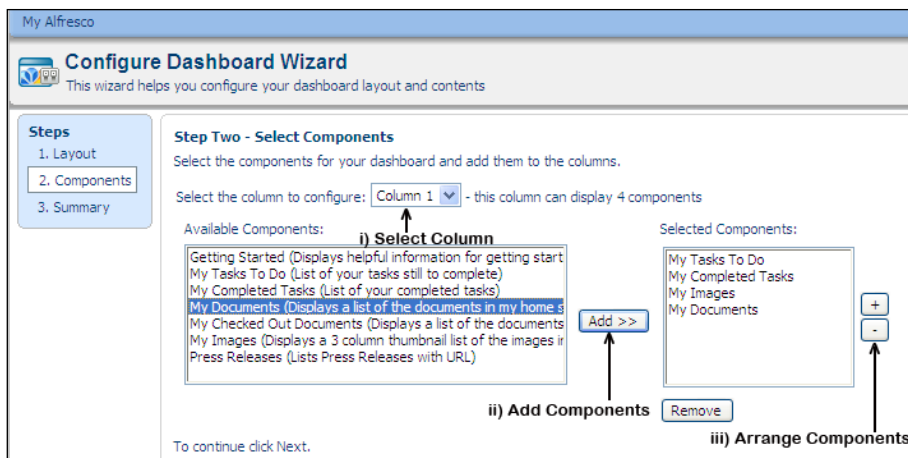 My Alfresco
Configure Dashboard Wizard
This wizard helps you configure your dashboard layout and contents
Steps
1. Layout
2. Components
3. Summary
Step Two - Select Components
Select the components for your dashboard and add them to the columns.
Select the column to configure: Column 1 - this column can display 4 components
i) Select Column
Available Components:
Getting Started (Displays helpful information for getting start
My Tasks To Do (List of your tasks still to complete)
My Completed Tasks (List of your completed tasks)
My Documents (Displays a list of the documents in my home s
My Checked Out Documents (Displays a list of the documents
My Images (Displays a 3 column thumbnail list of the images in
Press Releases (Lists Press Releases with URL)
Add >>
ii) Add Components
Selected Components:
My Tasks To Do
My Completed Tasks
My Images
My Documents
+
-
Remove
iii) Arrange Components
To continue click Next.